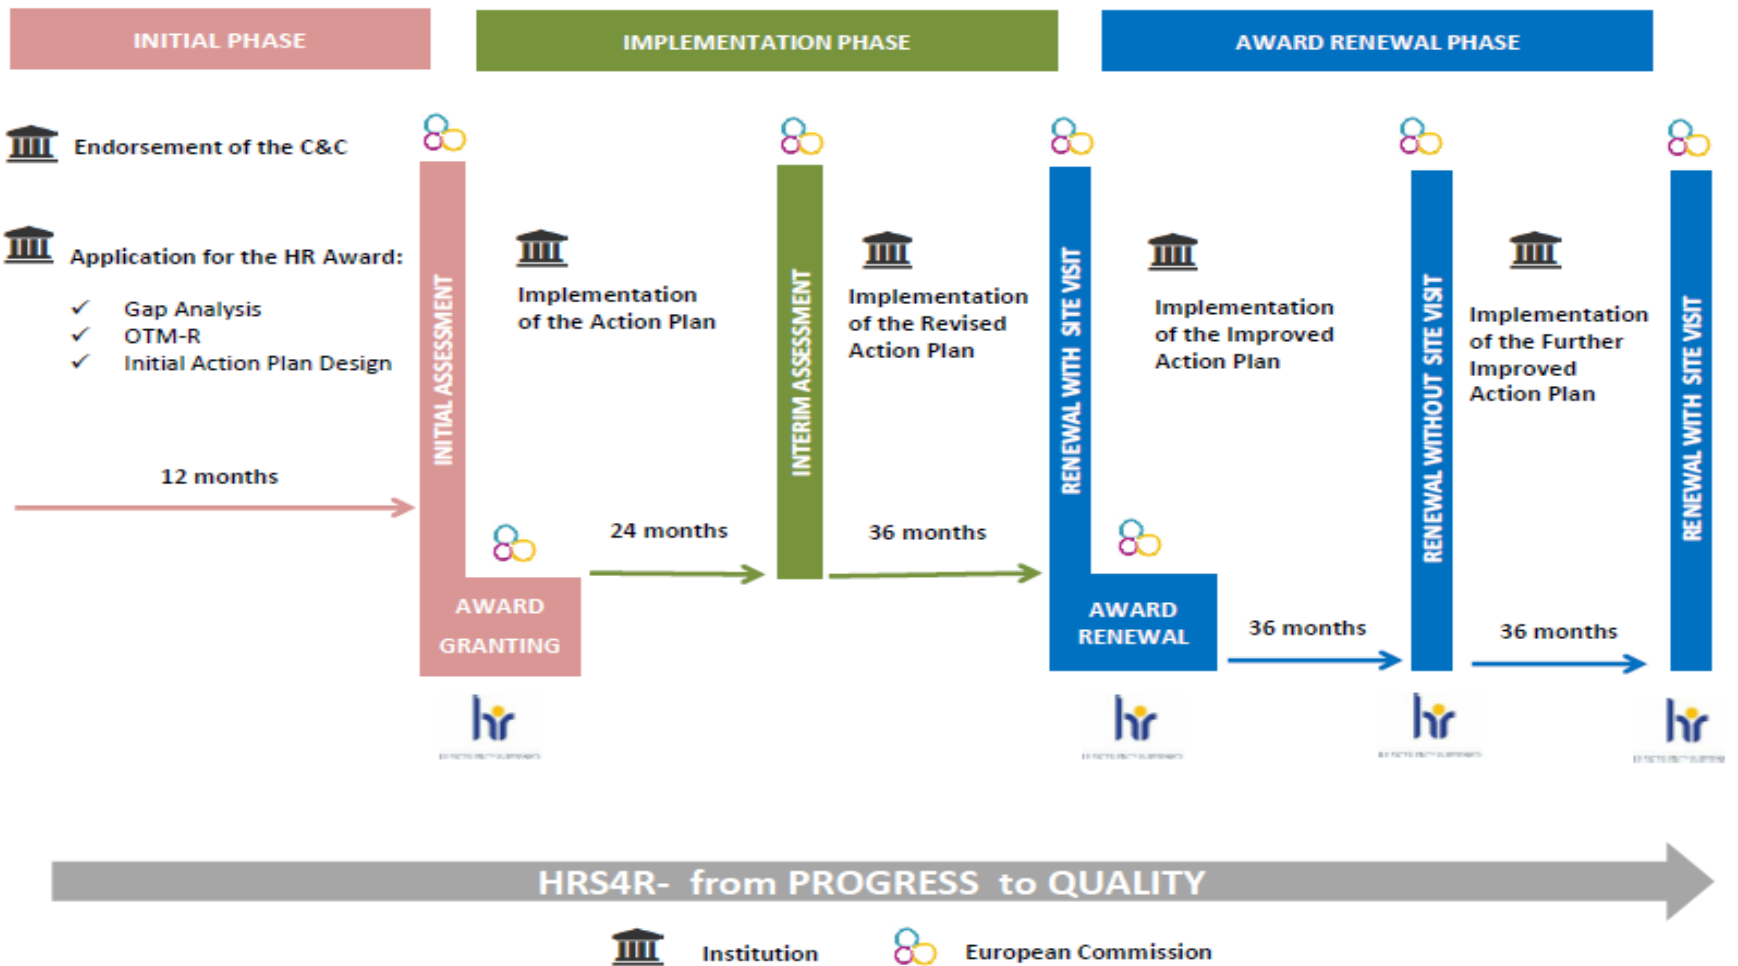 INITIAL PHASE
IMPLEMENTATION PHASE
AWARD RENEWAL PHASE
Endorsement of the C&C
Application for the HR Award:
✓ Gap Analysis
✓ OTM-R
✓ Initial Action Plan Design
12 months
INITIAL ASSESSMENT
AWARD
GRANTING
hr
Implementation
of the Action Plan
24 months
INTERIM ASSESSMENT
Implementation
of the Revised
Action Plan
36 months
RENEWAL WITH SITE VISIT
AWARD
RENEWAL
hr
Implementation
of the Improved
Action Plan
36 months
RENEWAL WITHOUT SITE VISIT
hr
Implementation
of the Further
Improved
Action Plan
36 months
RENEWAL WITH SITE VISIT
hr
HRS4R- from PROGRESS to QUALITY
Institution
European Commission